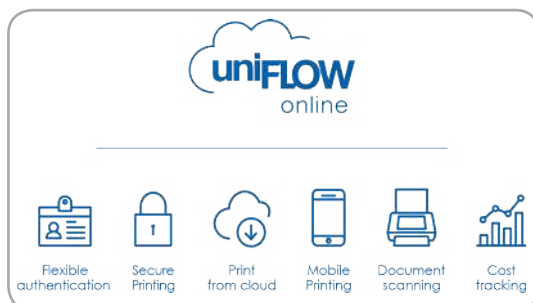 uniFLOW
online
Flexible authentication
Secure Printing
Print from cloud
Mobile Printing
Document scanning
Cost tracking